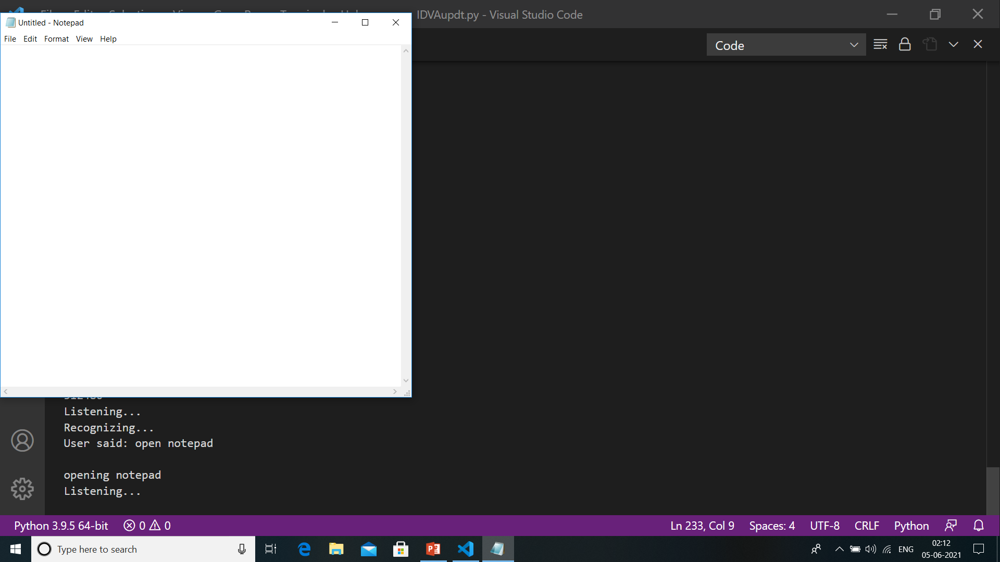 IDVAupdt.py - Visual Studio Code
Untitled - Notepad
File Edit Format View Help
Code
Listening...
Recognizing...
User said: open notepad
opening notepad
Listening...
Python 3.9.5 64-bit 0 0
Ln 233, Col 9 Spaces: 4 UTF-8 CRLF Python
Type here to search
ENG
02:12
05-06-2021